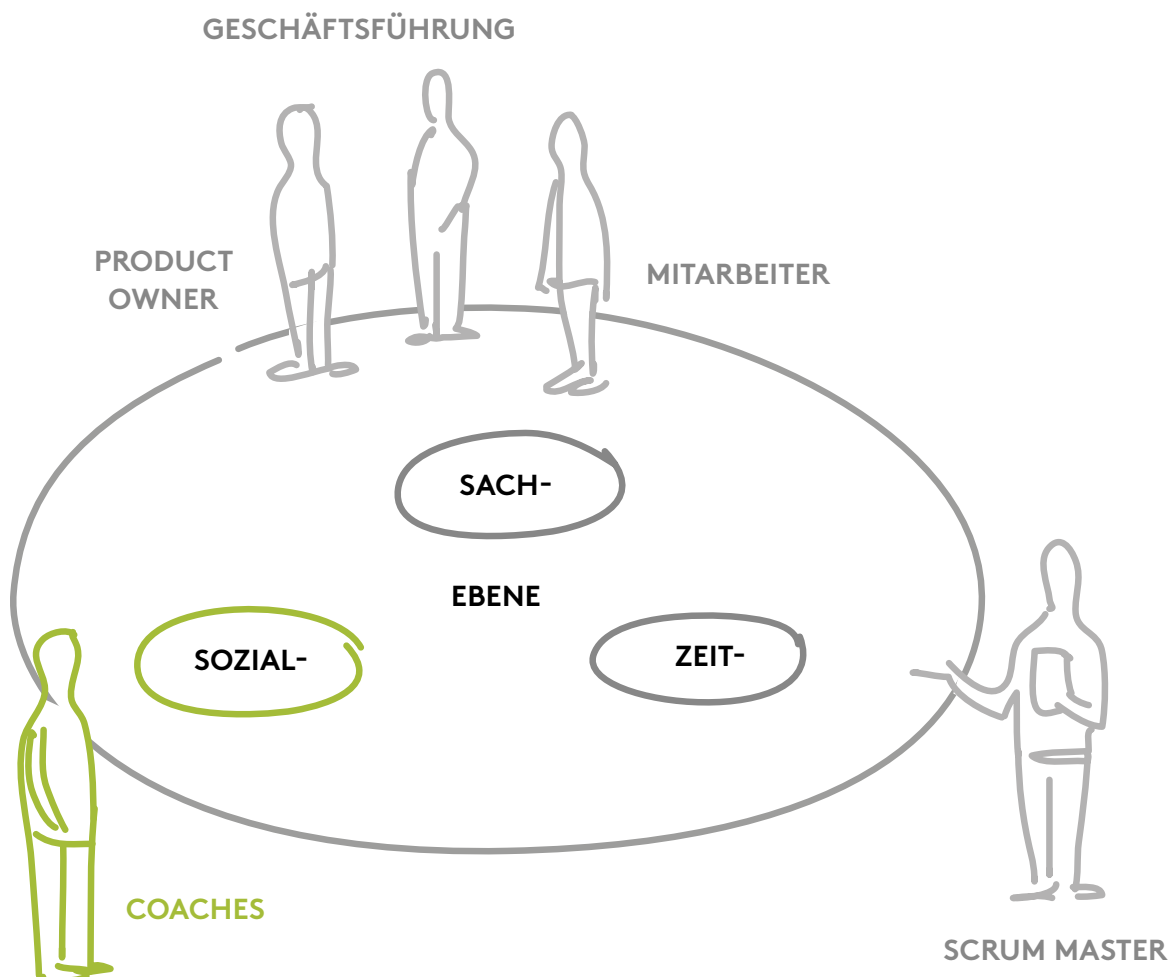 GESCHÄFTSFÜHRUNG
PRODUCT
OWNER
MITARBEITER
SACH-
EBENE
SOZIAL-
ZEIT-
COACHES
SCRUM MASTER